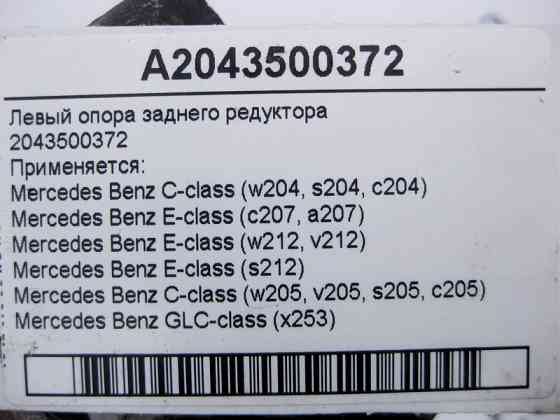 A2043500372
Левый опора заднего редуктора
2043500372
Применяется:
Mercedes Benz C-class (w204, s204, c204)
Mercedes Benz E-class (c207, a207)
Mercedes Benz E-class (w212, v212)
Mercedes Benz E-class (s212)
Mercedes Benz C-class (w205, v205, s205, c205)
Mercedes Benz GLC-class (x253)